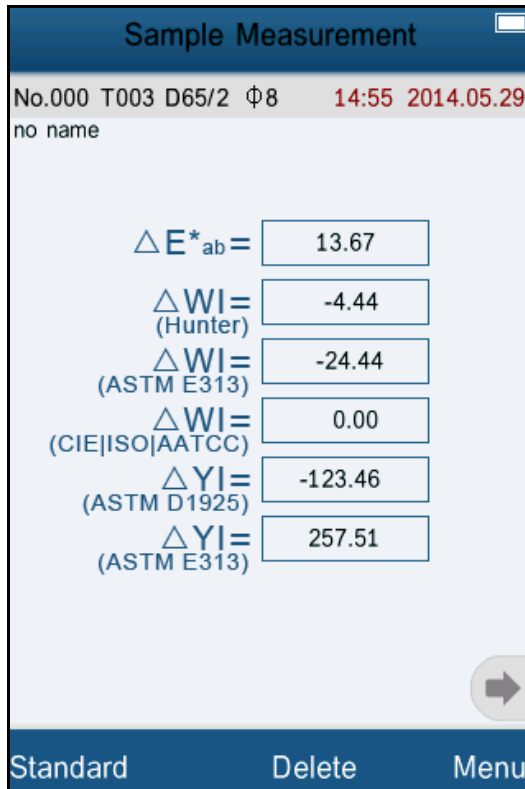 Sample Measurement
No.000 T003 D65/2 Φ8 14:55 2014.05.29
no name
△E*ab= 13.67
△WI= -4.44
(Hunter)
△WI= -24.44
(ASTM E313)
△WI= 0.00
(CIE|ISO|AATCC)
△YI= -123.46
(ASTM D1925)
△YI= 257.51
(ASTM E313)
Standard Delete Menu